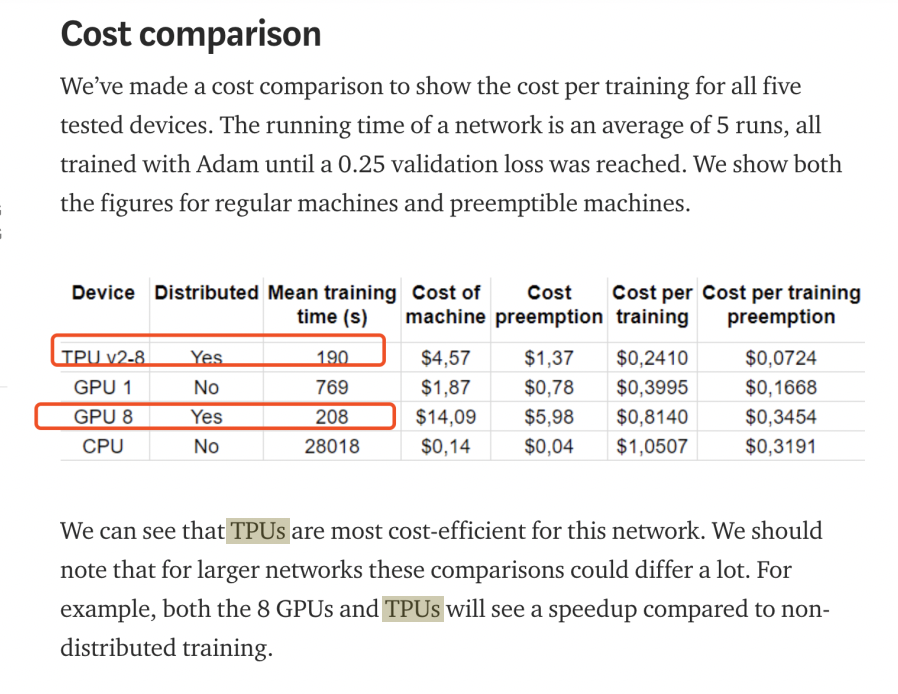 Cost comparison
We've made a cost comparison to show the cost per training for all five
tested devices. The running time of a network is an average of 5 runs, all
trained with Adam until a 0.25 validation loss was reached. We show both
the figures for regular machines and preemptible machines.
Device Distributed Mean training time (s) Cost of machine Cost preemption Cost per training Cost per training preemption
TPU v2-8 Yes 190 $4,57 $1,37 $0,2410 $0,0724
GPU 1 No 769 $1,87 $0,78 $0,3995 $0,1668
GPU 8 Yes 208 $14,09 $5,98 $0,8140 $0,3454
CPU No 28018 $0,14 $0,04 $1,0507 $0,3191
We can see that TPUs are most cost-efficient for this network. We should
note that for larger networks these comparisons could differ a lot. For
example, both the 8 GPUs and TPUs will see a speedup compared to non-
distributed training.